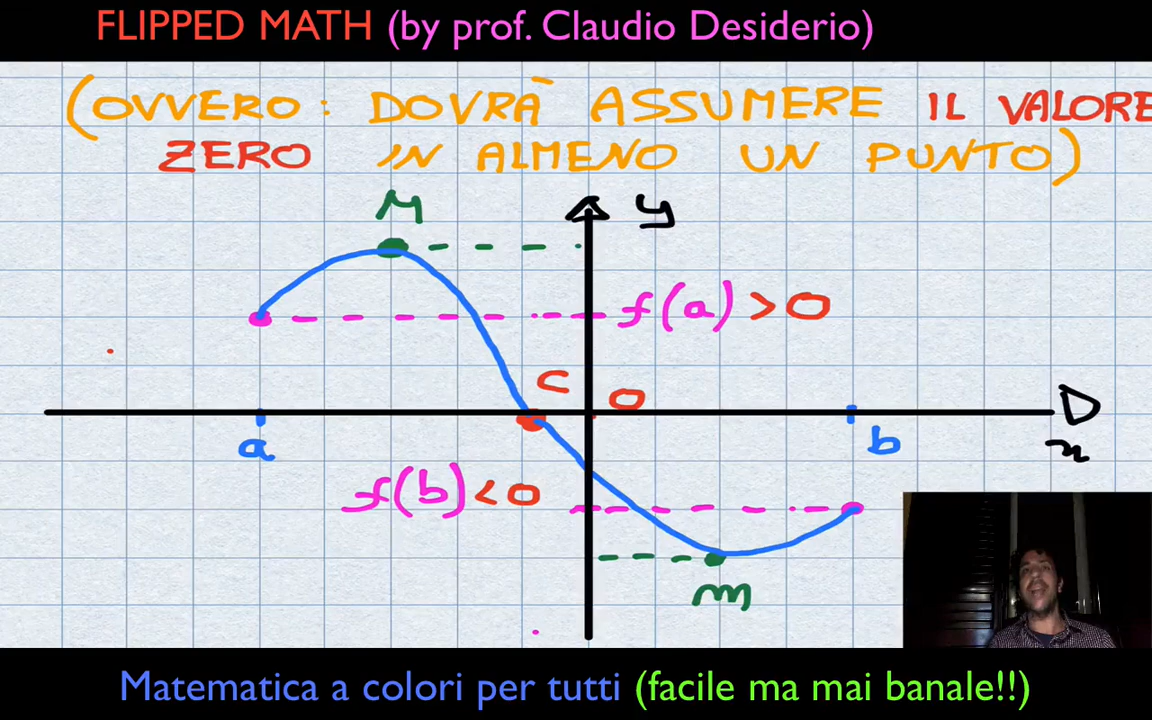 FLIPPED MATH (by prof. Claudio Desiderio)
(OVVERO: DOVRÀ ASSUMERE IL VALORE
ZERO IN ALMENO UN PUNTO)
M
y
f(a)>0
C
0
a
b
x
f(b)<0
m
Matematica a colori per tutti (facile ma mai banale!!)